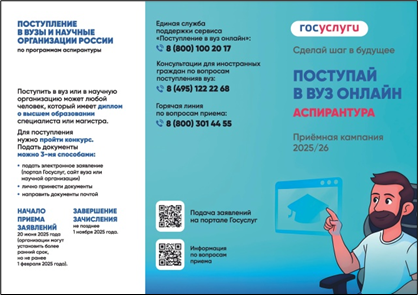 ПОСТУПЛЕНИЕ
В ВУЗЫ И НАУЧНЫЕ
ОРГАНИЗАЦИИ РОССИИ
по программам аспирантуры
Поступить в вуз или в научную
организацию может любой
человек, который имеет диплом
о высшем образовании
специалиста или магистра.
Для поступления
нужно пройти конкурс.
Подать документы
можно 3-мя способами:
• подать электронное заявление
(портал Госуслуг, сайт вуза или
научной организации)
• лично принести документы
• направить документы почтой
НАЧАЛО
ПРИЕМА
ЗАЯВЛЕНИЙ
20 июня 2025 года
(организации могут
установить более
ранний срок,
но не ранее
1 февраля 2025 года).
ЗАВЕРШЕНИЕ
ЗАЧИСЛЕНИЯ
не позднее
1 ноября 2025 года.
Единая служба
поддержки сервиса
«Поступление в вуз онлайн»:
8 (800) 100 20 17
Консультации для иностранных
граждан по вопросам
поступления вуз:
8 (495) 122 22 68
Горячая линия
по вопросам приема:
8 (800) 301 44 55
Подача заявлений
на портале Госуслуг
Информация
по вопросам
приема
госуслуги
Сделай шаг в будущее
ПОСТУПАЙ
В ВУЗ ОНЛАЙН
АСПИРАНТУРА
Приёмная кампания
2025/26